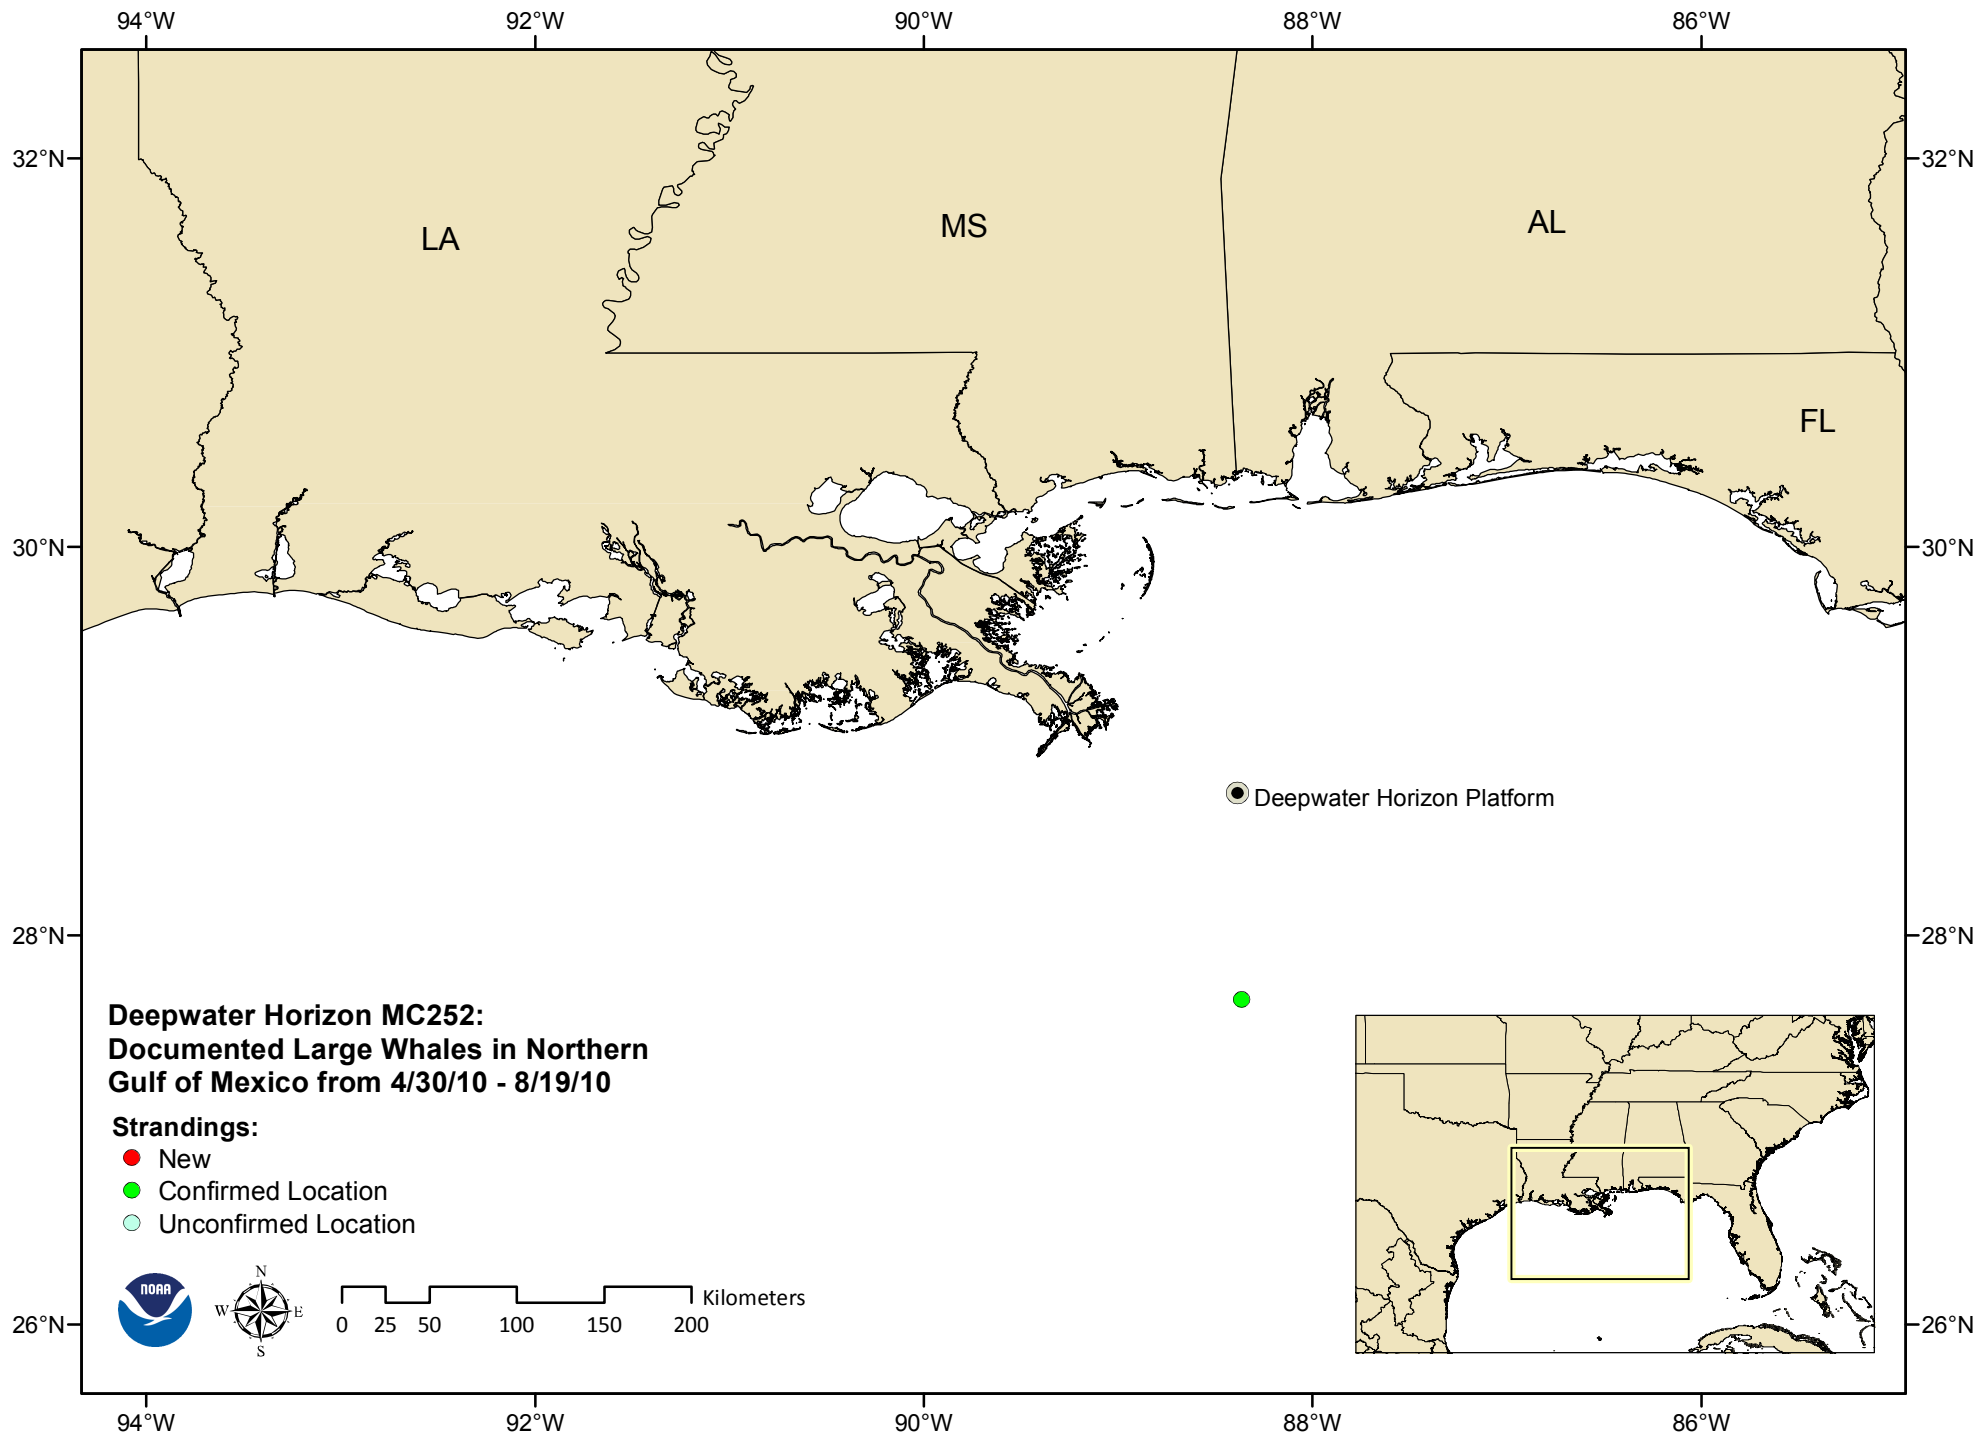 94°W 92°W 90°W 88°W 86°W
32°N 32°N
LA MS AL
FL
30°N 30°N
Deepwater Horizon Platform
28°N 28°N
Deepwater Horizon MC252:
Documented Large Whales in Northern
Gulf of Mexico from 4/30/10 - 8/19/10
Strandings:
New
Confirmed Location
Unconfirmed Location
NOAA
N
W E
S
Kilometers
0 25 50 100 150 200
26°N 26°N
94°W 92°W 90°W 88°W 86°W